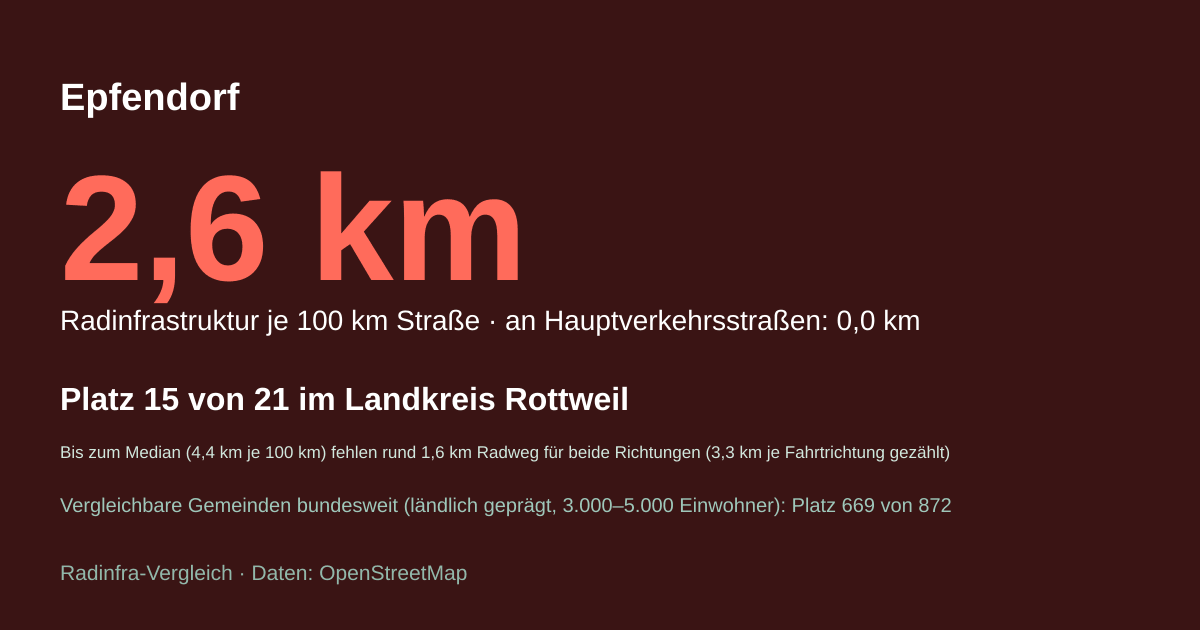 Epfendorf
2,6 km
Radinfrastruktur je 100 km Straße · an Hauptverkehrsstraßen: 0,0 km
Platz 15 von 21 im Landkreis Rottweil
Bis zum Median (4,4 km je 100 km) fehlen rund 1,6 km Radweg für beide Richtungen (3,3 km je Fahrtrichtung gezählt)
Vergleichbare Gemeinden bundesweit (ländlich geprägt, 3.000–5.000 Einwohner): Platz 669 von 872
Radinfra-Vergleich · Daten: OpenStreetMap